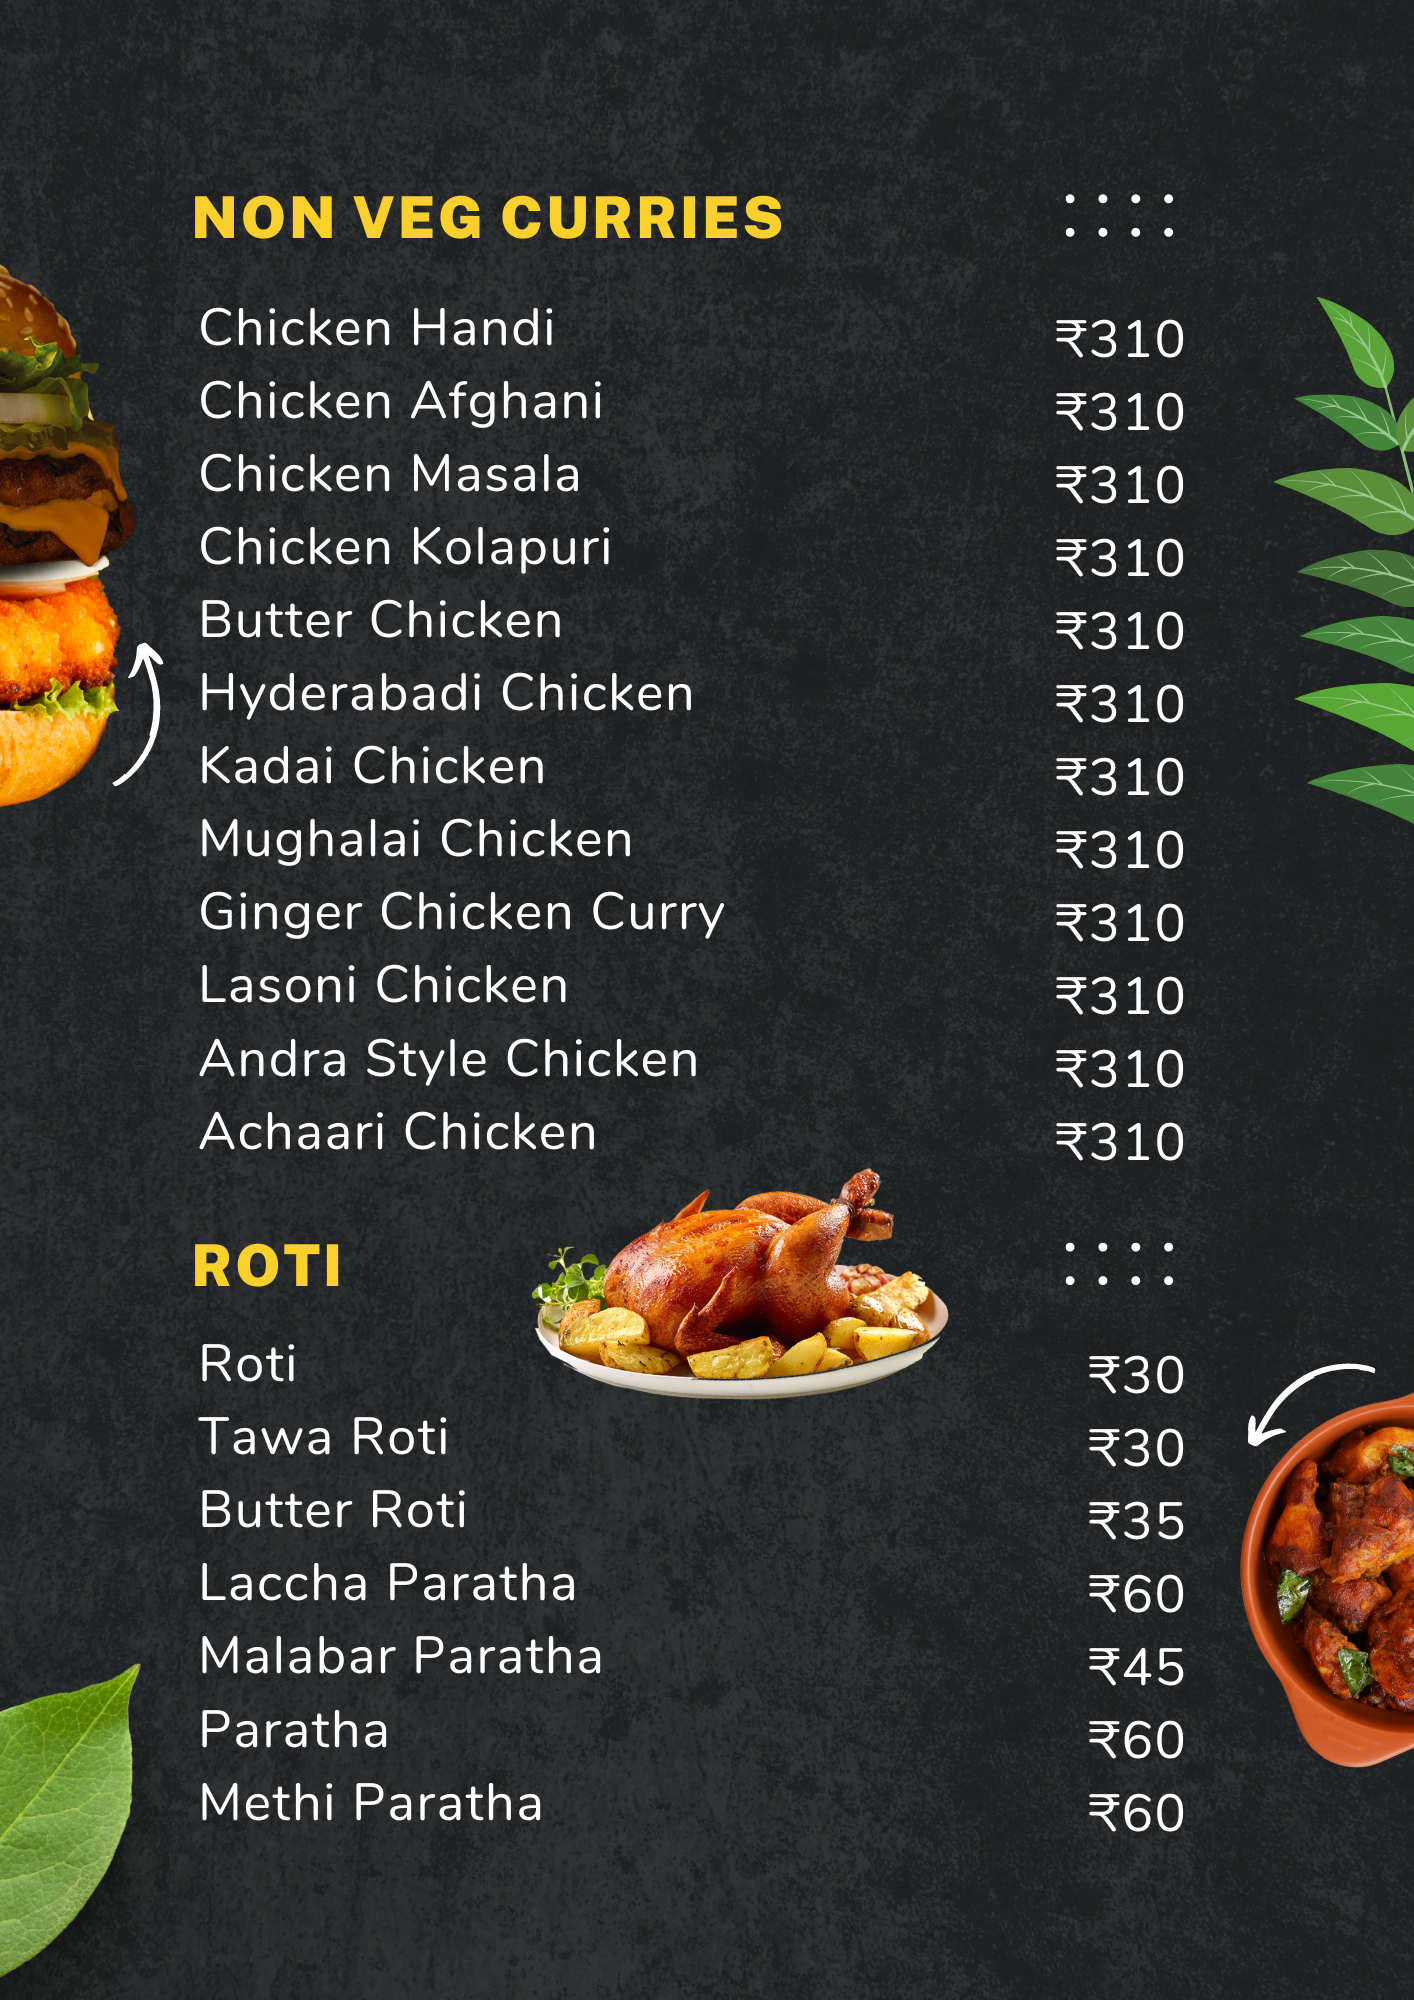 NON VEG CURRIES
Chicken Handi ₹310
Chicken Afghani ₹310
Chicken Masala ₹310
Chicken Kolapuri ₹310
Butter Chicken ₹310
Hyderabadi Chicken ₹310
Kadai Chicken ₹310
Mughalai Chicken ₹310
Ginger Chicken Curry ₹310
Lasoni Chicken ₹310
Andra Style Chicken ₹310
Achaari Chicken ₹310
ROTI
Roti ₹30
Tawa Roti ₹30
Butter Roti ₹35
Laccha Paratha ₹60
Malabar Paratha ₹45
Paratha ₹60
Methi Paratha ₹60